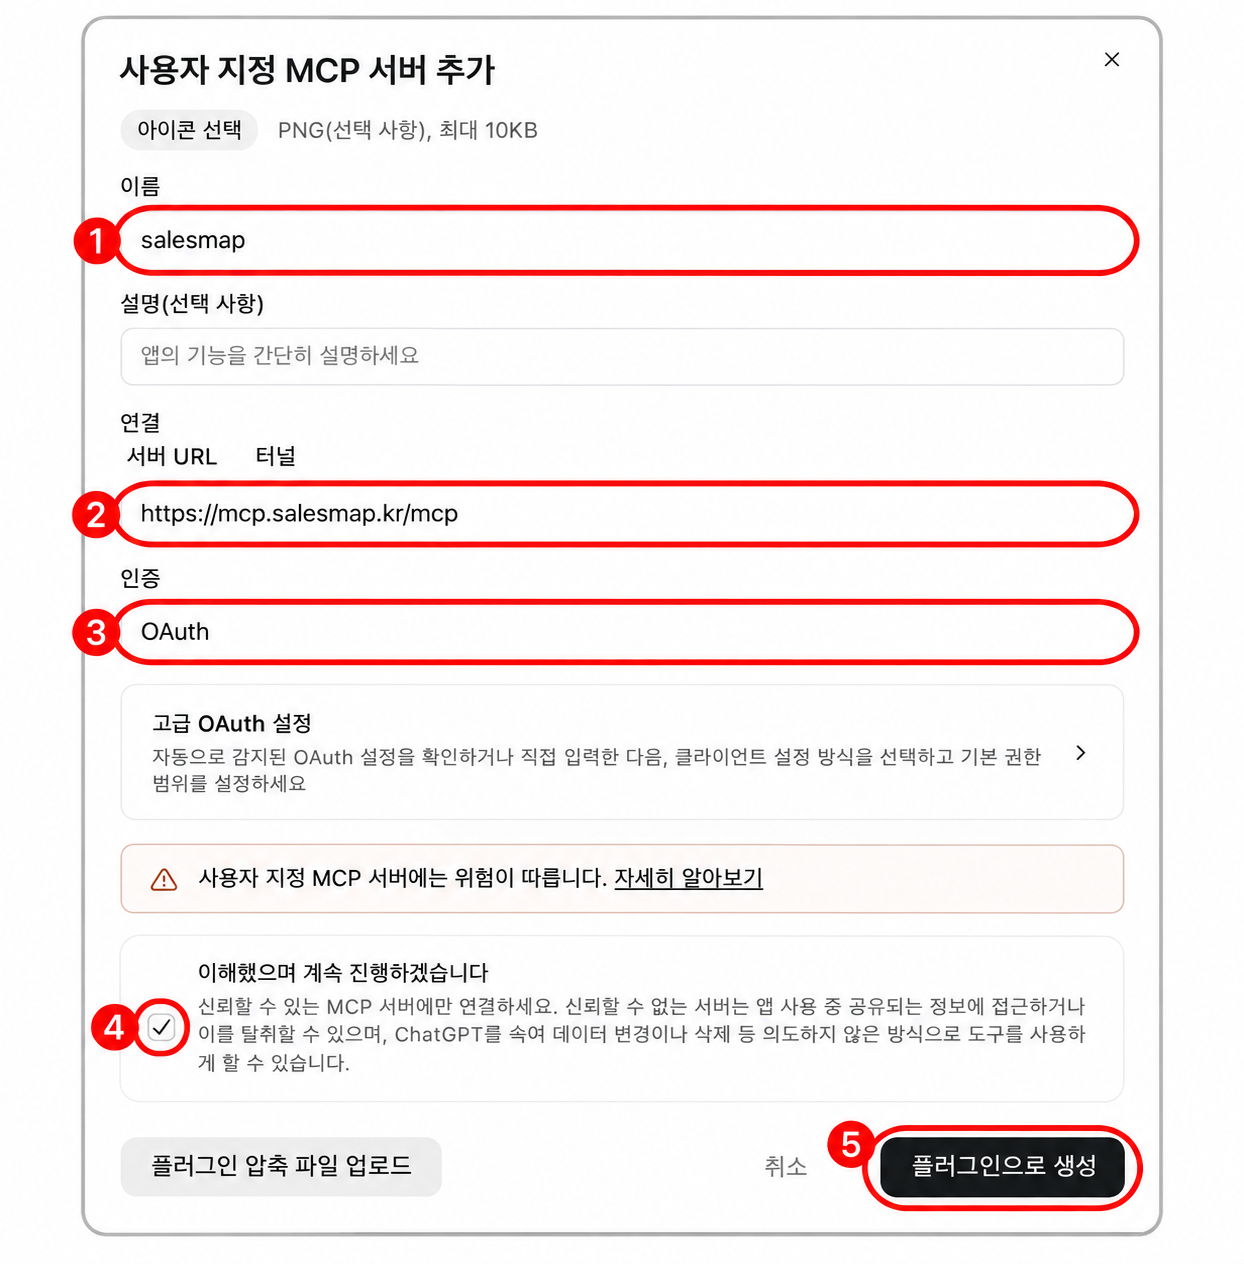 사용자 지정 MCP 서버 추가
아이콘 선택 PNG(선택 사항), 최대 10KB
이름
1 salesmap
설명(선택 사항)
앱의 기능을 간단히 설명하세요
연결
서버 URL 터널
2 https://mcp.salesmap.kr/mcp
인증
3 OAuth
고급 OAuth 설정
자동으로 감지된 OAuth 설정을 확인하거나 직접 입력한 다음, 클라이언트 설정 방식을 선택하고 기본 권한
범위를 설정하세요
사용자 지정 MCP 서버에는 위험이 따릅니다. 자세히 알아보기
이해했으며 계속 진행하겠습니다
신뢰할 수 있는 MCP 서버에만 연결하세요. 신뢰할 수 없는 서버는 앱 사용 중 공유되는 정보에 접근하거나
4 이를 탈취할 수 있으며, ChatGPT를 속여 데이터 변경이나 삭제 등 의도하지 않은 방식으로 도구를 사용하
게 할 수 있습니다.
플러그인 압축 파일 업로드 취소 5 플러그인으로 생성